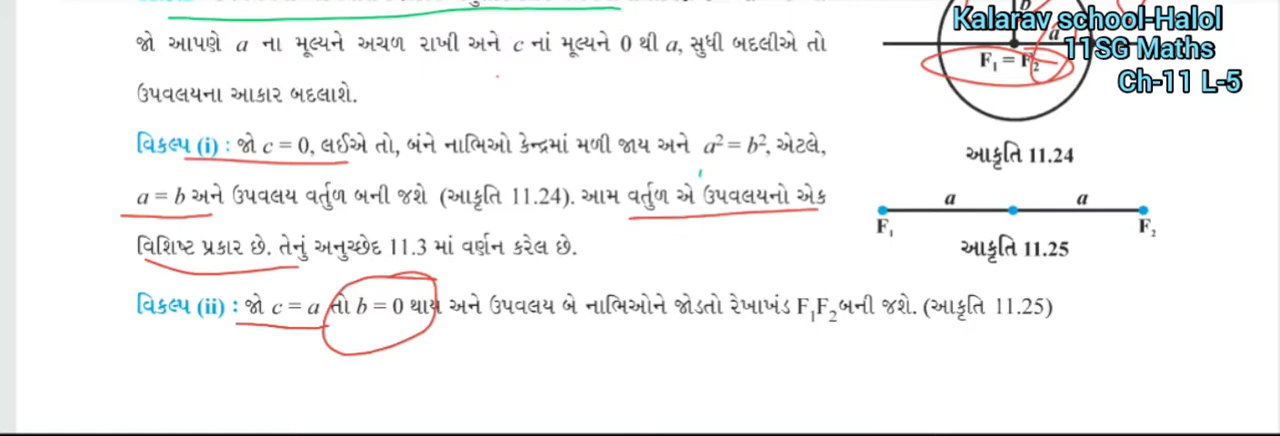 જો આપણે a ના મૂલ્યને અચળ રાખી અને c નાં મૂલ્યને 0 થી a, સુધી બદલીએ તો
ઉપવલયના આકાર બદલાશે.
વિકલ્પ (i) : જો c = 0, લઈએ તો, બંને નાભિઓ કેન્દ્રમાં મળી જાય અને a² = b², એટલે,
a = b અને ઉપવલય વર્તુળ બની જશે (આકૃતિ 11.24). આમ વર્તુળ એ ઉપવલયનો એક
વિશિષ્ટ પ્રકાર છે. તેનું અનુચ્છેદ 11.3 માં વર્ણન કરેલ છે.
વિકલ્પ (ii) : જો c = a તો b = 0 થાય અને ઉપવલય બે નાભિઓને જોડતો રેખાખંડ F₁F₂ બની જશે. (આકૃતિ 11.25)
b
a
F₁ = F₂
Kalarav school-Halol
11SG Maths
Ch-11 L-5
આકૃતિ 11.24
a a
F₁ F₂
આકૃતિ 11.25